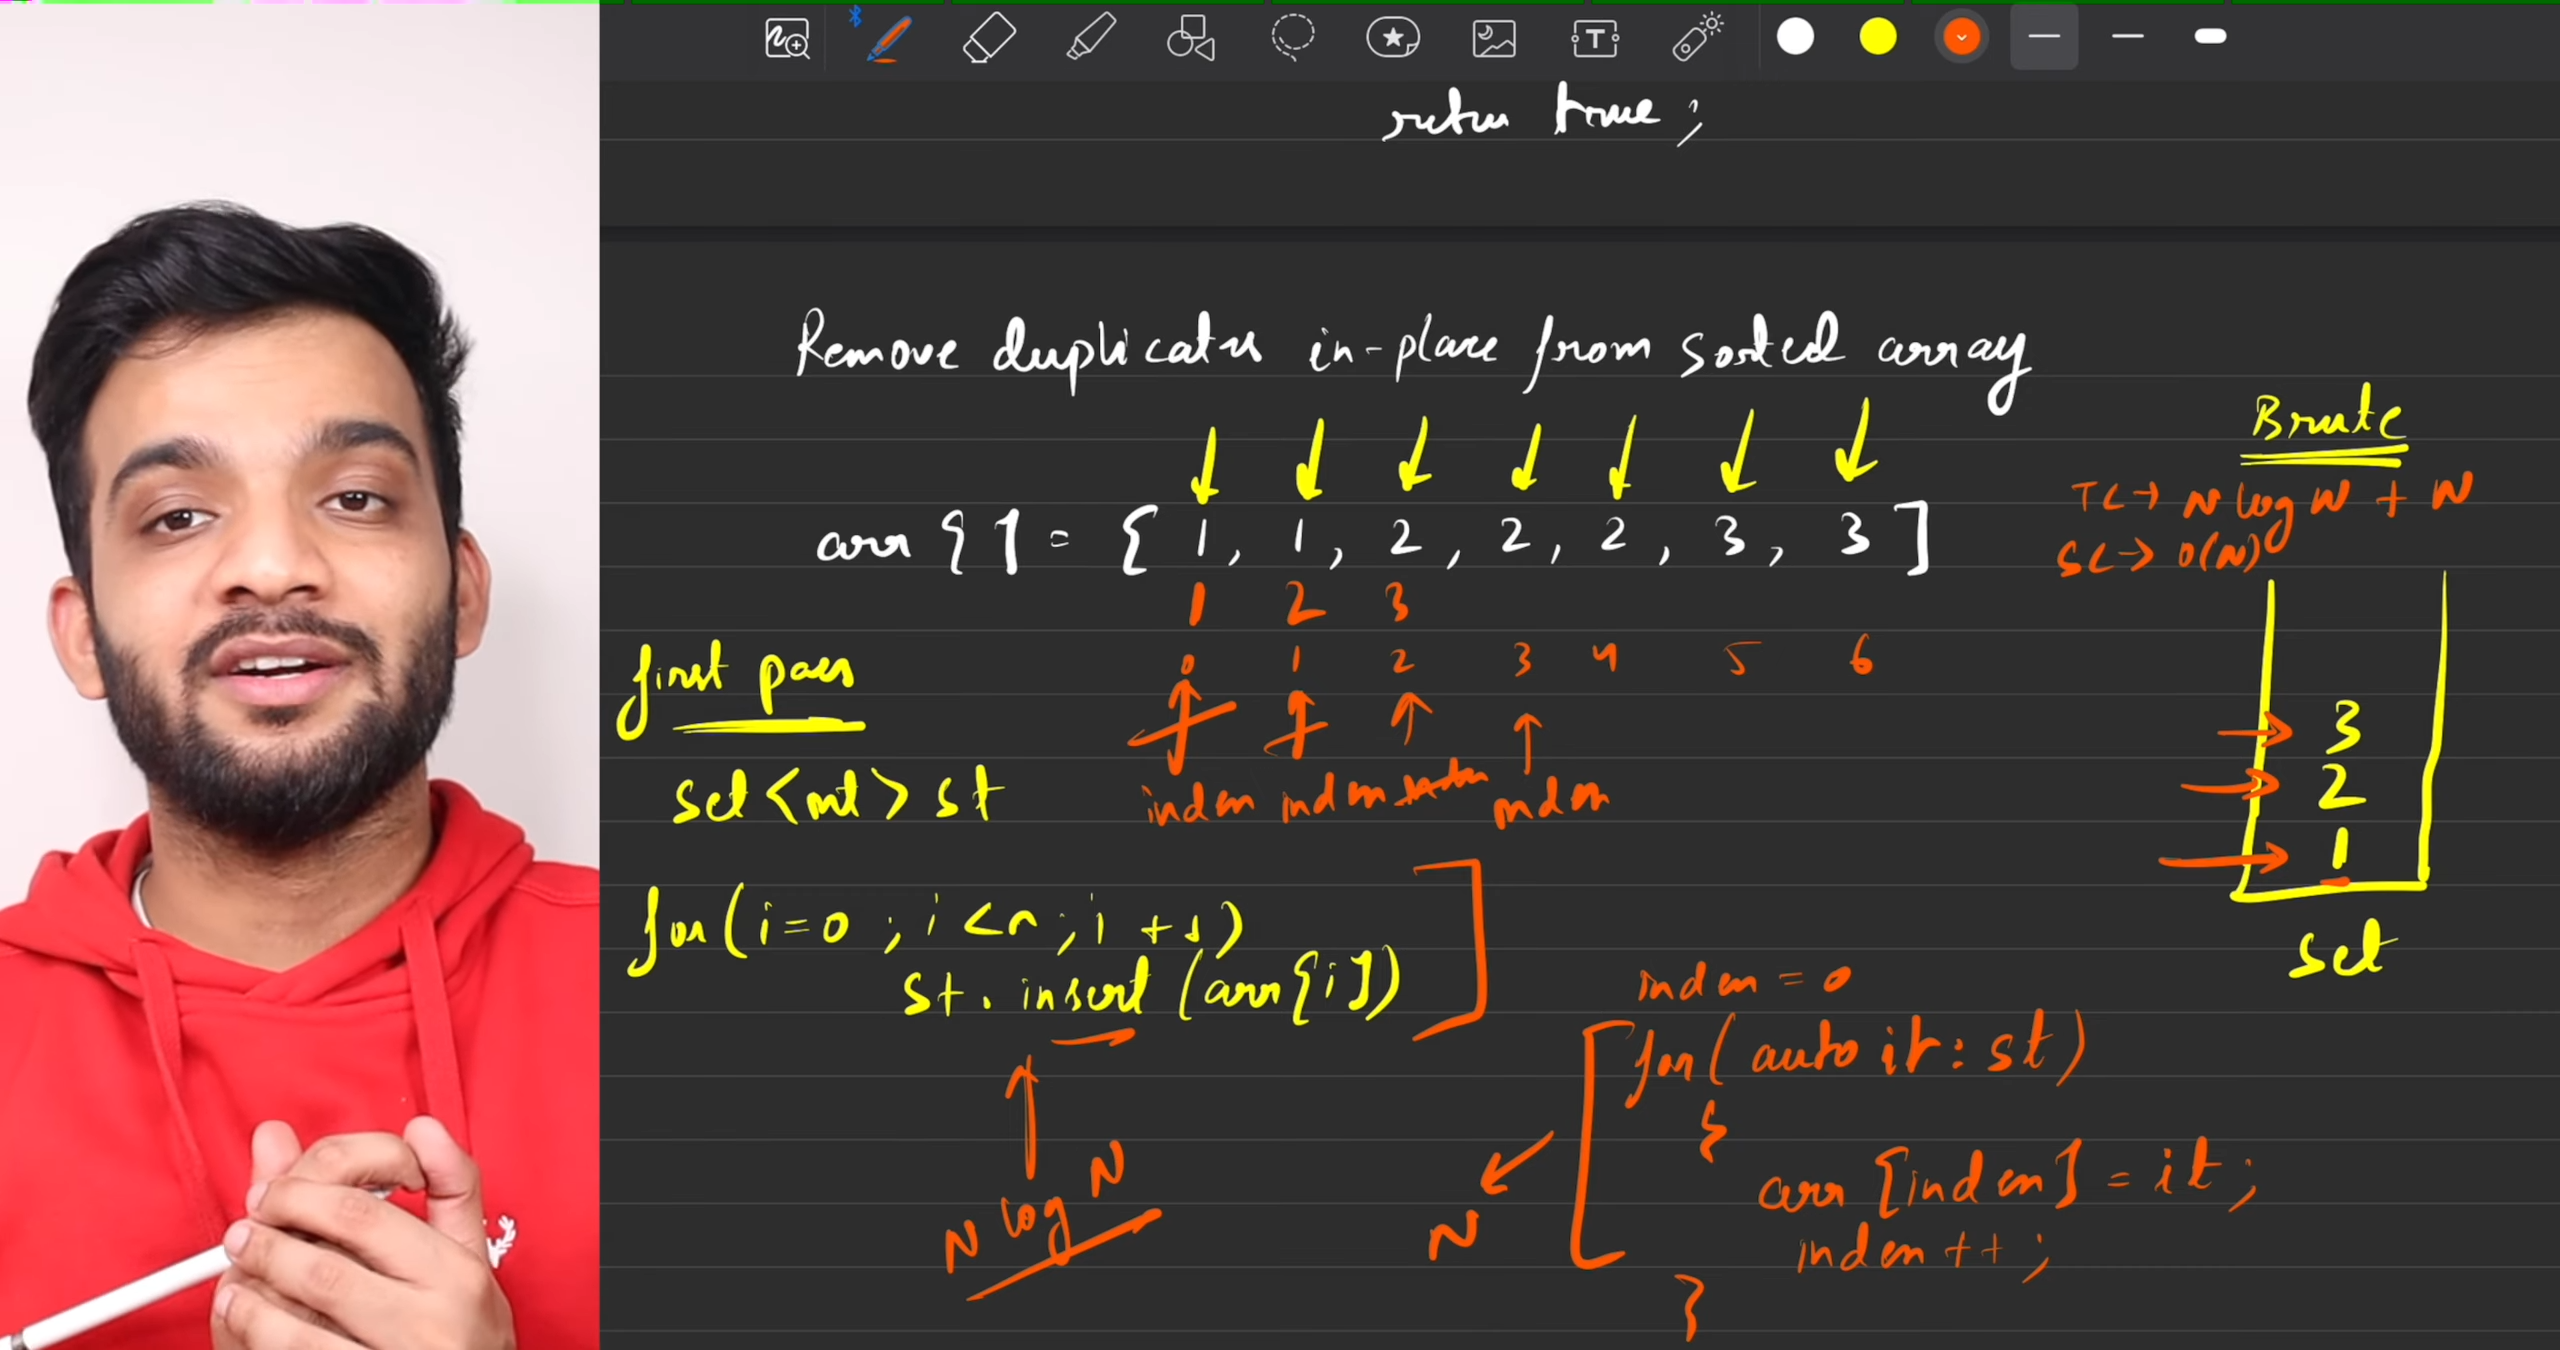 return true;
Remove duplicates in-place from sorted array
arr [ ] = [ 1, 1, 2, 2, 2, 3, 3 ]
1 2 3
0 1 2 3 4 5 6
index index index index
first pass
set <int> st
for(i=0 ; i<n ; i++)
st. insert (arr[i])
N log N
index = 0
for( auto it: st)
{
arr [index] = it;
index ++ ;
}
N
Brute
TC→ N log N + N
SC→ O(N)
3
2
1
set